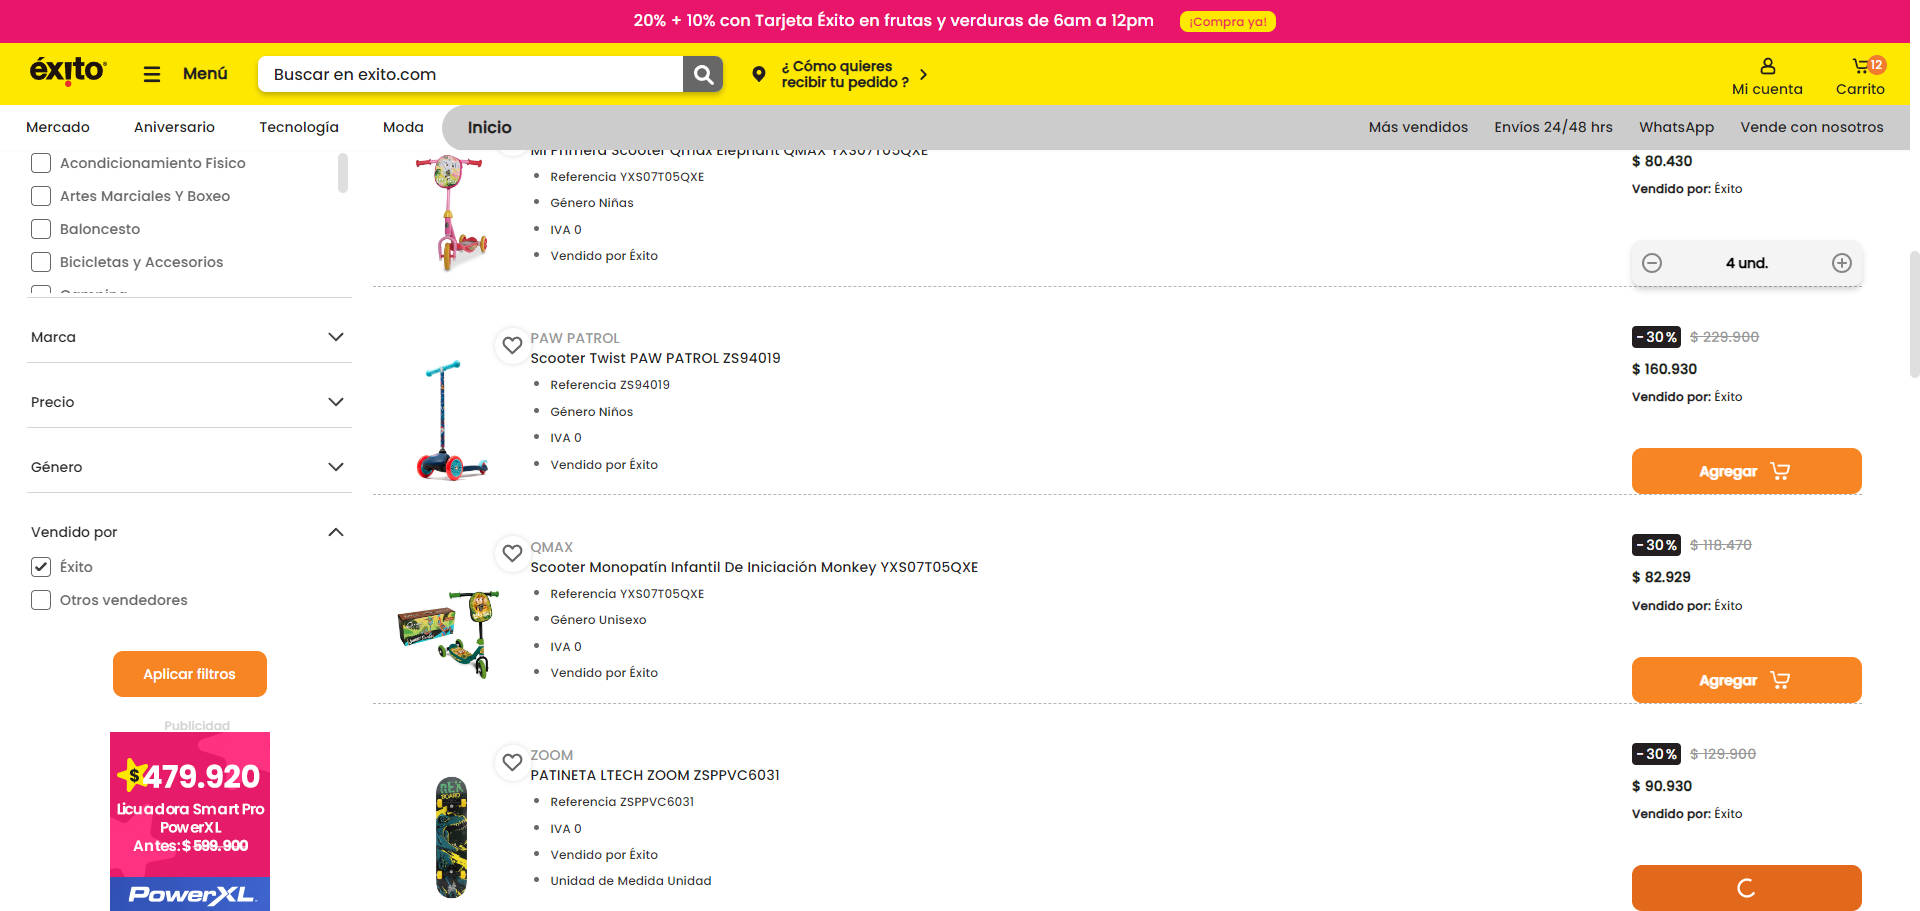 20% + 10% con Tarjeta Éxito en frutas y verduras de 6am a 12pm
¡Compra ya!
éxito
Menú
Buscar en exito.com
¿ Cómo quieres
recibir tu pedido ?
Mi cuenta
12
Carrito
Mercado
Aniversario
Tecnología
Moda
Inicio
Más vendidos
Envíos 24/48 hrs
WhatsApp
Vende con nosotros
Acondicionamiento Fisico
Artes Marciales Y Boxeo
Baloncesto
Bicicletas y Accesorios
Camping
Marca
Precio
Género
Vendido por
Éxito
Otros vendedores
Aplicar filtros
Publicidad
$479.920
Licuadora Smart Pro
PowerXL
Antes: $ 599.900
PowerXL
Mi Primera Scooter Qmax Elephant QMAX YXS07T05QXE
Referencia YXS07T05QXE
Género Niñas
IVA 0
Vendido por Éxito
$ 80.430
Vendido por: Éxito
4 und.
PAW PATROL
Scooter Twist PAW PATROL ZS94019
Referencia ZS94019
Género Niños
IVA 0
Vendido por Éxito
-30% $ 229.900
$ 160.930
Vendido por: Éxito
Agregar
QMAX
Scooter Monopatín Infantil De Iniciación Monkey YXS07T05QXE
Referencia YXS07T05QXE
Género Unisexo
IVA 0
Vendido por Éxito
-30% $ 118.470
$ 82.929
Vendido por: Éxito
Agregar
ZOOM
PATINETA LTECH ZOOM ZSPPVC6031
Referencia ZSPPVC6031
IVA 0
Vendido por Éxito
Unidad de Medida Unidad
-30% $ 129.900
$ 90.930
Vendido por: Éxito